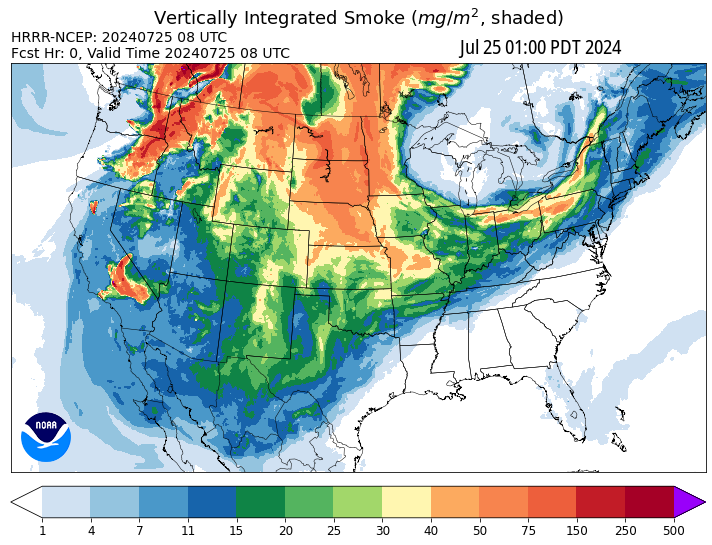 Vertically Integrated Smoke (mg/m², shaded)
HRRR-NCEP: 20240725 08 UTC
Fcst Hr: 0, Valid Time 20240725 08 UTC
Jul 25 01:00 PDT 2024
NOAA
1 4 7 11 15 20 25 30 40 50 75 150 250 500